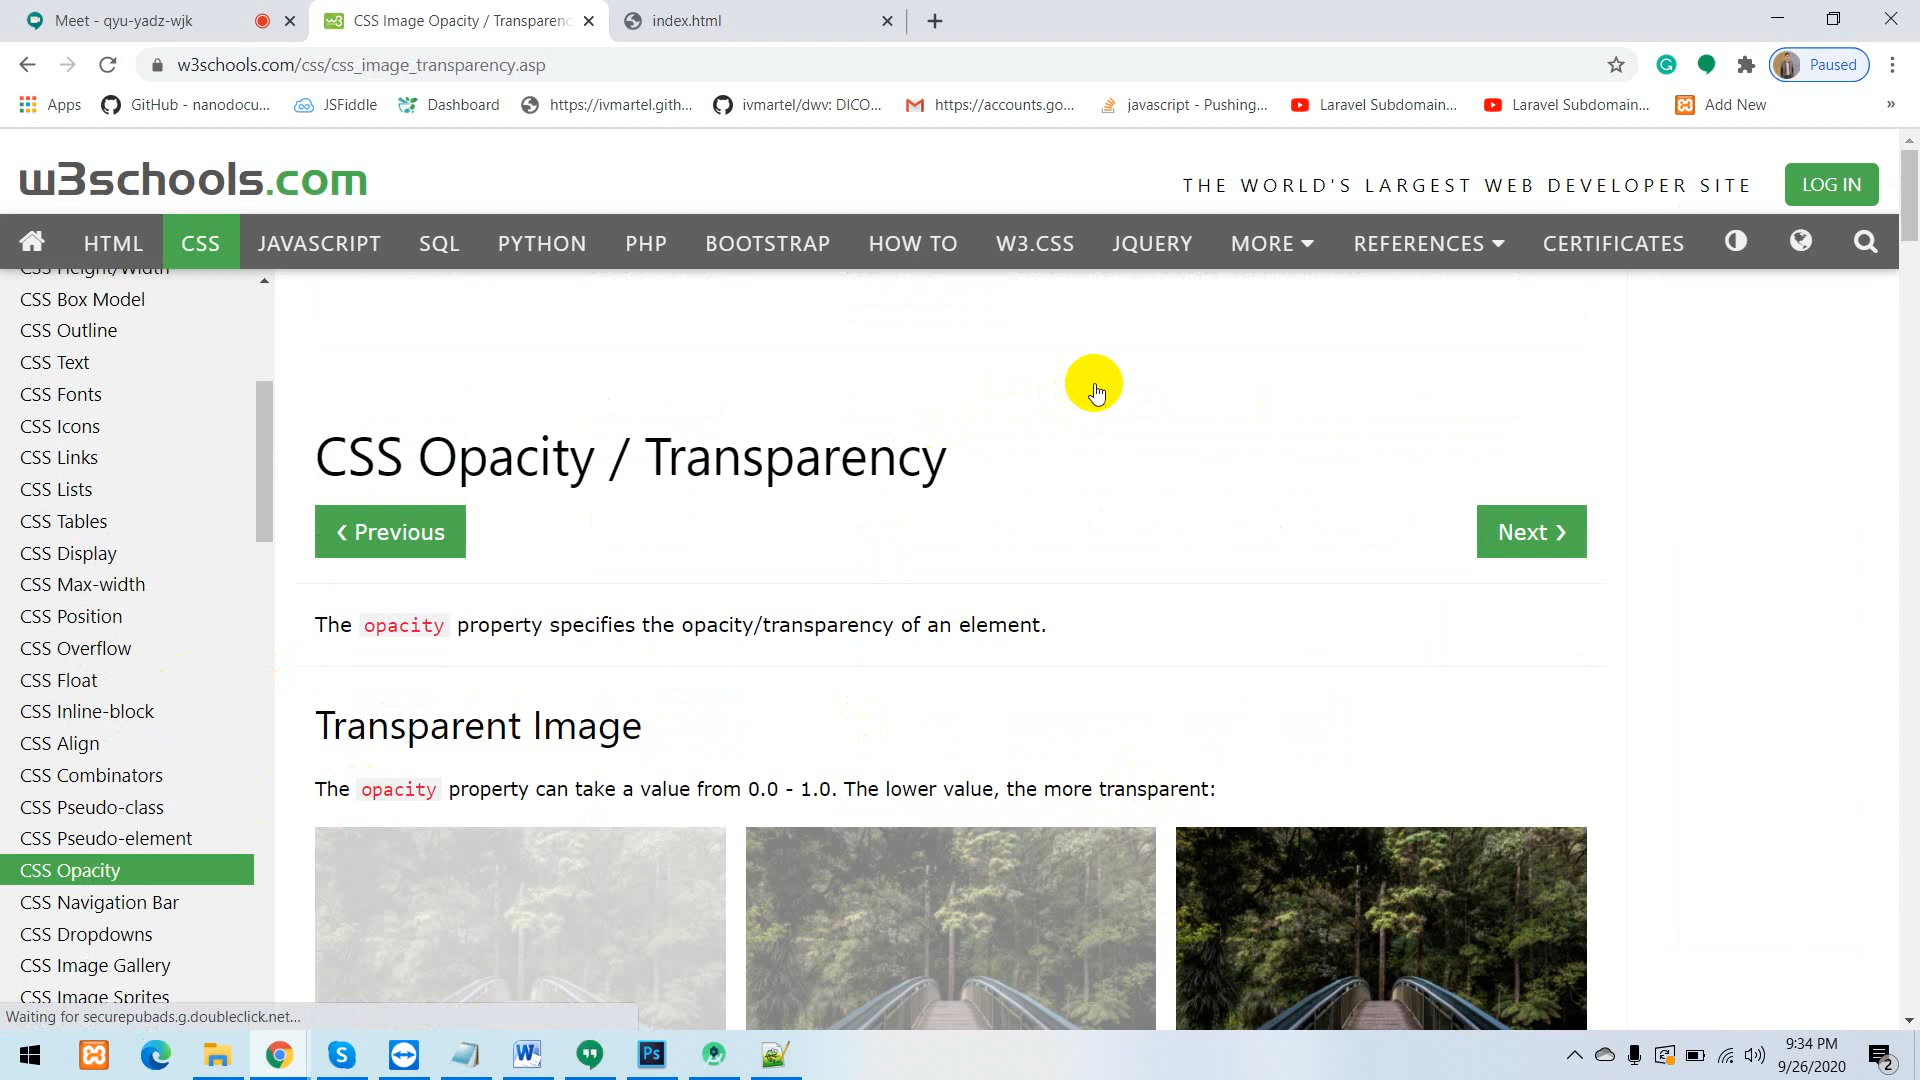 Meet - qyu-yadz-wjk
CSS Image Opacity / Transparenc
index.html
w3schools.com/css/css_image_transparency.asp
Paused
Apps
GitHub - nanodocu...
JSFiddle
Dashboard
https://ivmartel.gith...
ivmartel/dwv: DICO...
https://accounts.go...
javascript - Pushing...
Laravel Subdomain...
Laravel Subdomain...
Add New
»
w3schools.com
THE WORLD'S LARGEST WEB DEVELOPER SITE
LOG IN
HTML
CSS
JAVASCRIPT
SQL
PYTHON
PHP
BOOTSTRAP
HOW TO
W3.CSS
JQUERY
MORE
REFERENCES
CERTIFICATES
CSS Height/Width
CSS Box Model
CSS Outline
CSS Text
CSS Fonts
CSS Icons
CSS Links
CSS Lists
CSS Tables
CSS Display
CSS Max-width
CSS Position
CSS Overflow
CSS Float
CSS Inline-block
CSS Align
CSS Combinators
CSS Pseudo-class
CSS Pseudo-element
CSS Opacity
CSS Navigation Bar
CSS Dropdowns
CSS Image Gallery
CSS Image Sprites
CSS Opacity / Transparency
❮ Previous
Next ❯
The opacity property specifies the opacity/transparency of an element.
Transparent Image
The opacity property can take a value from 0.0 - 1.0. The lower value, the more transparent:
Waiting for securepubads.g.doubleclick.net...
9:34 PM
9/26/2020
2